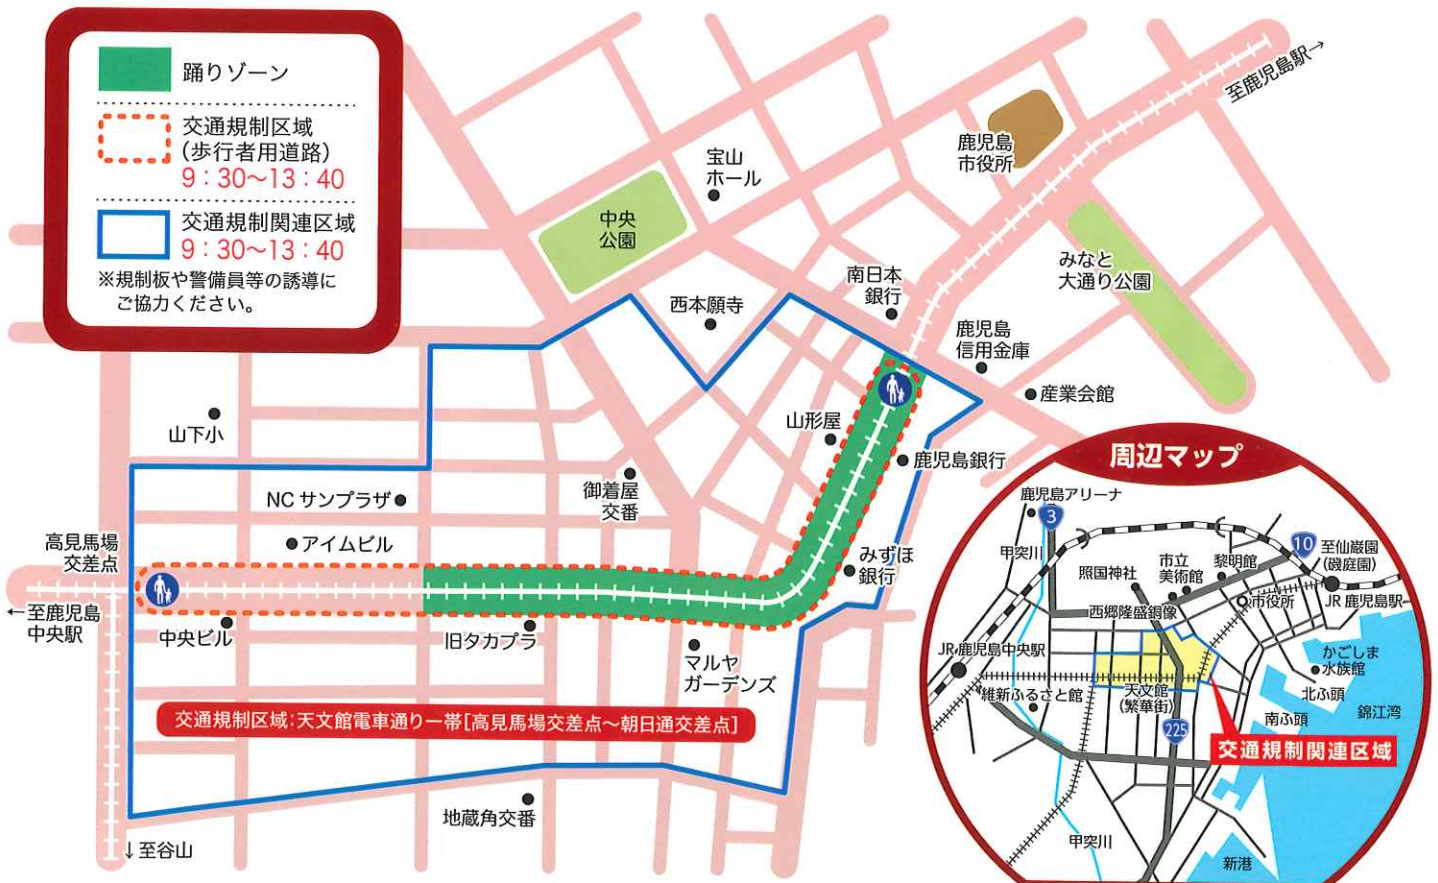 踊りゾーン
交通規制区域
(歩行者用道路)
9：30〜13：40
交通規制関連区域
9：30〜13：40
※規制板や警備員等の誘導に
ご協力ください。
至鹿児島駅→
鹿児島
市役所
宝山
ホール
中央
公園
みなと
大通り公園
南日本
銀行
西本願寺
鹿児島
信用金庫
産業会館
山下小
山形屋
鹿児島銀行
御着屋
交番
NCサンプラザ
アイムビル
高見馬場
交差点
みずほ
銀行
←至鹿児島
中央駅
中央ビル
旧タカプラ
マルヤ
ガーデンズ
交通規制区域:天文館電車通り一帯[高見馬場交差点〜朝日通交差点]
地蔵角交番
↓至谷山
周辺マップ
鹿児島アリーナ
3
甲突川
10
至仙巌園
(磯庭園)
市立
美術館
黎明館
照国神社
西郷隆盛銅像
市役所
JR 鹿児島駅
JR 鹿児島中央駅
かごしま
水族館
維新ふるさと館
天文館
(繁華街)
北ふ頭
南ふ頭
錦江湾
225
交通規制関連区域
甲突川
新港